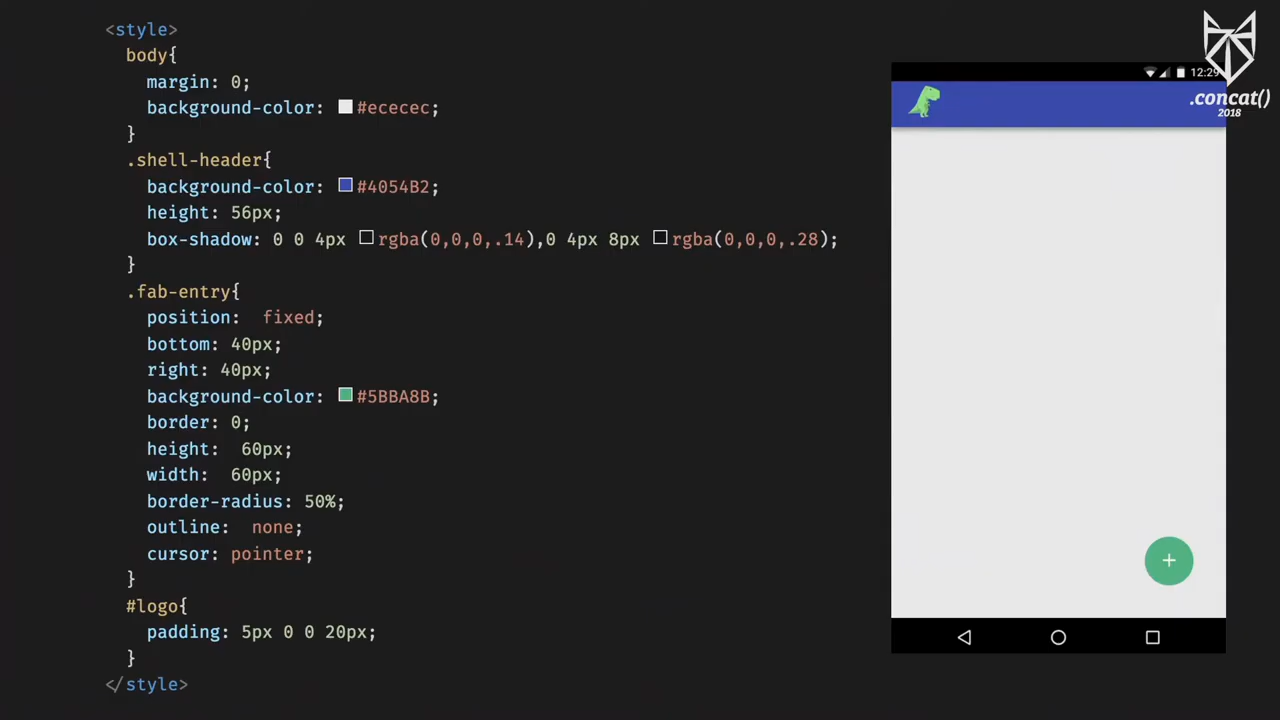 <style>
body{
margin: 0;
background-color: #ececec;
}
.shell-header{
background-color: #4054B2;
height: 56px;
box-shadow: 0 0 4px rgba(0,0,0,.14),0 4px 8px rgba(0,0,0,.28);
}
.fab-entry{
position:  fixed;
bottom: 40px;
right: 40px;
background-color: #5BBA8B;
border: 0;
height:  60px;
width:  60px;
border-radius: 50%;
outline:  none;
cursor: pointer;
}
#logo{
padding: 5px 0 0 20px;
}
</style>
12:29
+
.concat()
2018